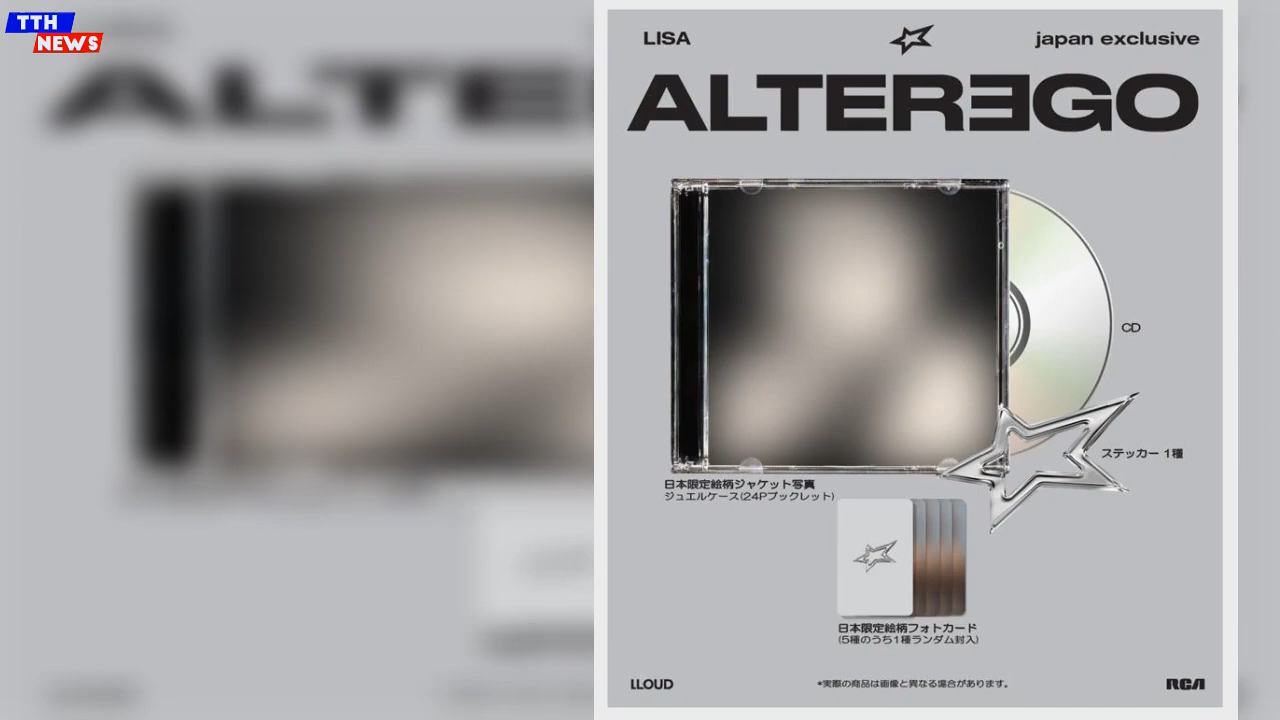 TTH
NEWS
LISA
japan exclusive
ALTERƎGO
CD
ステッカー 1種
日本限定絵柄ジャケット写真
ジュエルケース(24Pブックレット)
日本限定絵柄フォトカード
(5種のうち1種ランダム封入)
LLOUD
*実際の商品は画像と異なる場合があります。
RCA